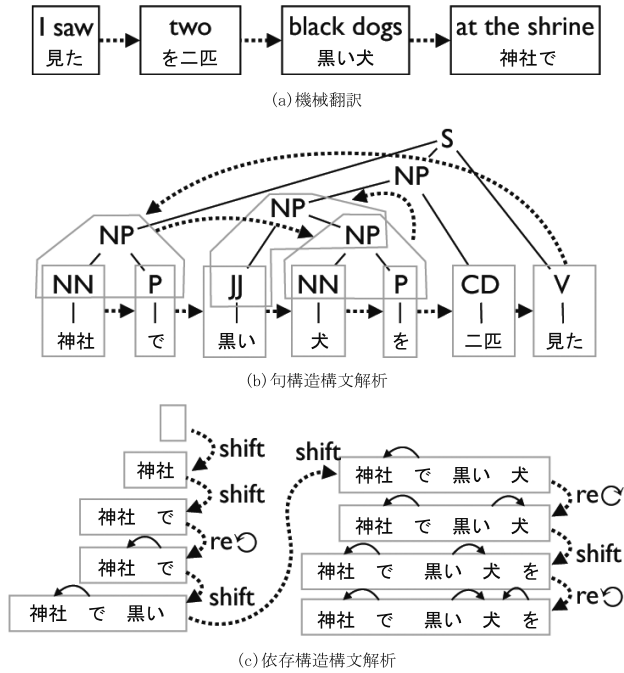 I saw two black dogs at the shrine
見た を二匹 黒い犬 神社で
(a)機械翻訳
S
NP
NP
NP NP
NN P JJ NN P CD V
神社 で 黒い 犬 を 二匹 見た
(b)句構造構文解析
shift
神社
shift
神社 で
re
神社 で
shift
神社 で 黒い
shift
神社 で 黒い 犬
re
神社 で 黒い 犬
shift
神社 で 黒い 犬 を
re
神社 で 黒い 犬 を
(c)依存構造構文解析